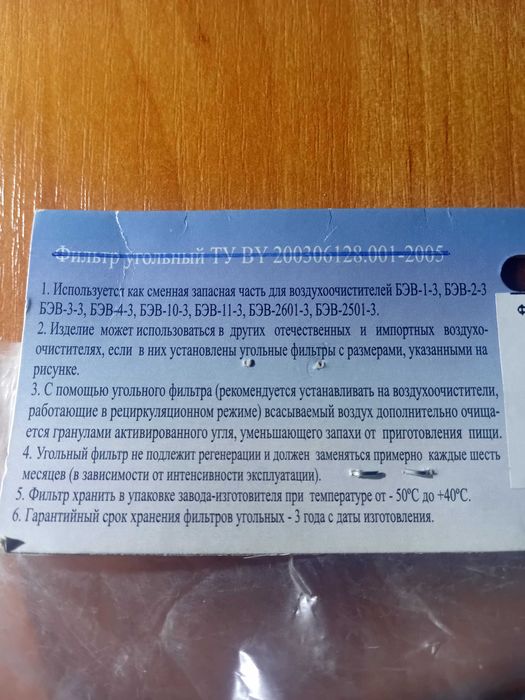 Фильтр угольный ТУ BY 200306128.001-2005
1. Используется как сменная запасная часть для воздухоочистителей БЭВ-1-3, БЭВ-2-3
БЭВ-3-3, БЭВ-4-3, БЭВ-10-3, БЭВ-11-3, БЭВ-2601-3, БЭВ-2501-3.
2. Изделие может использоваться в других отечественных и импортных воздухо-
очистителях, если в них установлены угольные фильтры с размерами, указанными на
рисунке.
3. С помощью угольного фильтра (рекомендуется устанавливать на воздухоочистители,
работающие в рециркуляционном режиме) всасываемый воздух дополнительно очища-
ется гранулами активированного угля, уменьшающего запахи от приготовления пищи.
4. Угольный фильтр не подлежит регенерации и должен заменяться примерно каждые шесть
месяцев (в зависимости от интенсивности эксплуатации).
5. Фильтр хранить в упаковке завода-изготовителя при температуре от - 50ºС до +40ºС.
6. Гарантийный срок хранения фильтров угольных - 3 года с даты изготовления.